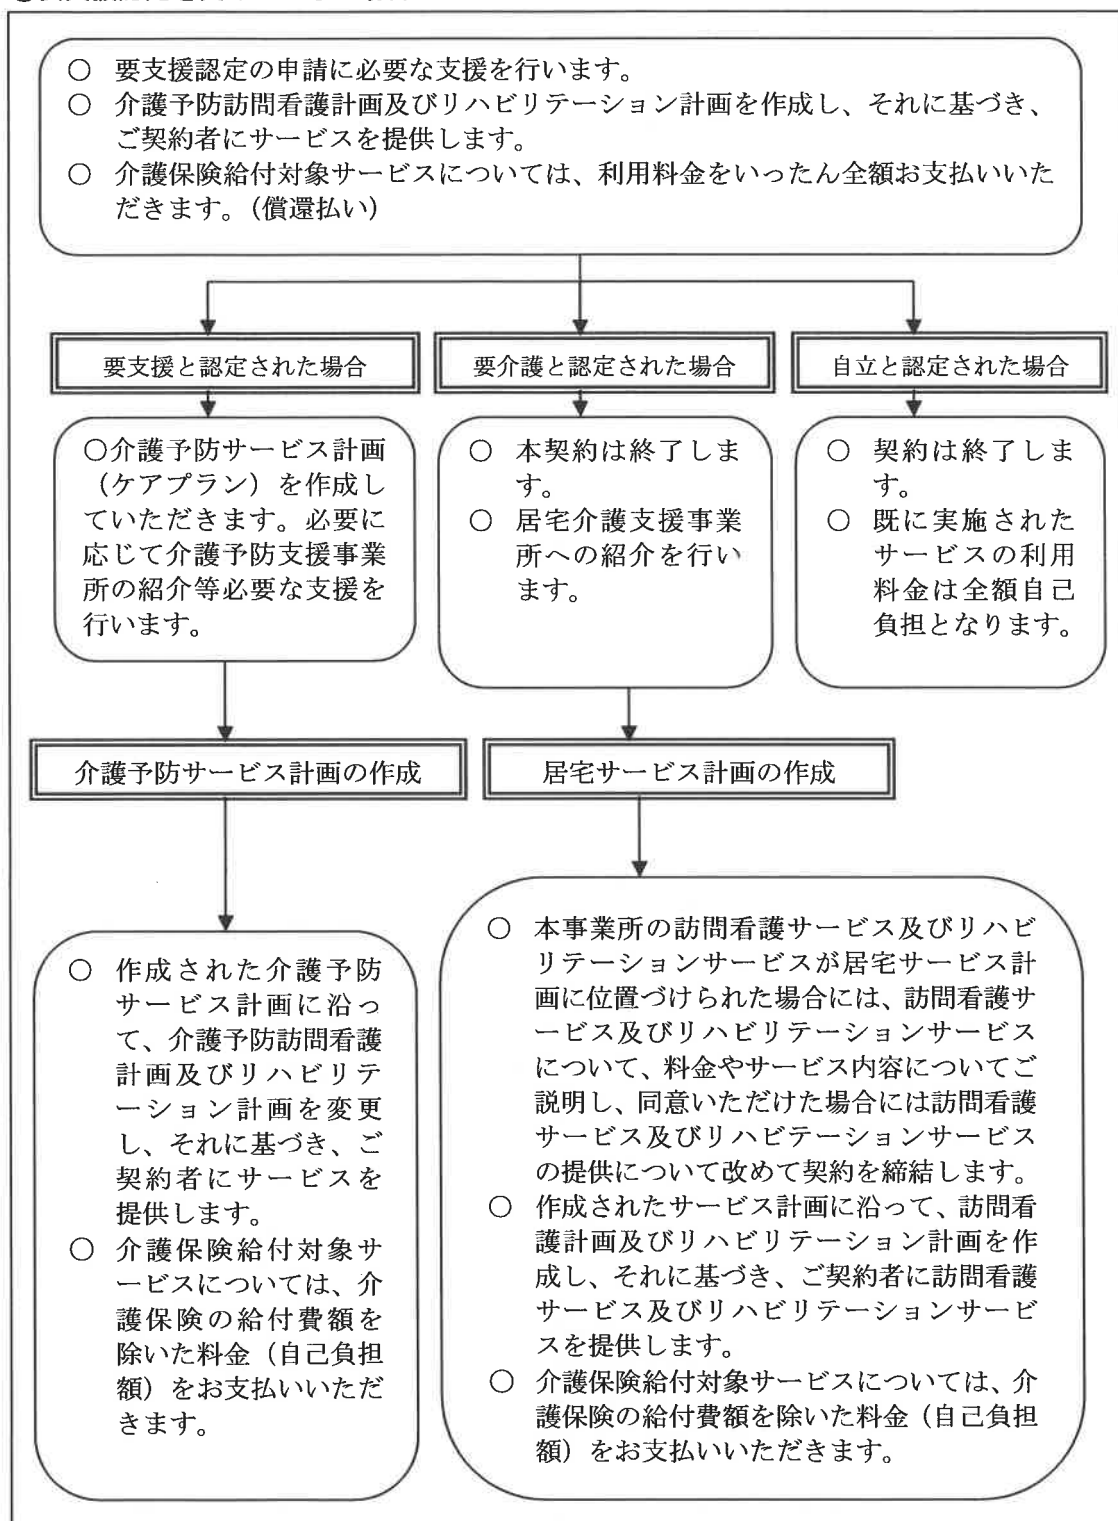 ○ 要支援認定の申請に必要な支援を行います。
○ 介護予防訪問看護計画及びリハビリテーション計画を作成し、それに基づき、
ご契約者にサービスを提供します。
○ 介護保険給付対象サービスについては、利用料金をいったん全額お支払いいた
だきます。（償還払い）
要支援と認定された場合
要介護と認定された場合
自立と認定された場合
○介護予防サービス計画
（ケアプラン）を作成し
ていただきます。必要に
応じて介護予防支援事業
所の紹介等必要な支援を
行います。
○ 本契約は終了しま
す。
○ 居宅介護支援事業
所への紹介を行い
ます。
○ 契約は終了しま
す。
○ 既に実施された
サービスの利用
料金は全額自己
負担となります。
介護予防サービス計画の作成
居宅サービス計画の作成
○ 作成された介護予防
サービス計画に沿っ
て、介護予防訪問看護
計画及びリハビリテ
ーション計画を変更
し、それに基づき、ご
契約者にサービスを
提供します。
○ 介護保険給付対象サ
ービスについては、介
護保険の給付費額を
除いた料金（自己負担
額）をお支払いいただ
きます。
○ 本事業所の訪問看護サービス及びリハビ
リテーションサービスが居宅サービス計
画に位置づけられた場合には、訪問看護サ
ービス及びリハビリテーションサービス
について、料金やサービス内容についてご
説明し、同意いただけた場合には訪問看護
サービス及びリハビテーションサービス
の提供について改めて契約を締結します。
○ 作成されたサービス計画に沿って、訪問看
護計画及びリハビリテーション計画を作
成し、それに基づき、ご契約者に訪問看護
サービス及びリハビリテーションサービ
スを提供します。
○ 介護保険給付対象サービスについては、介
護保険の給付費額を除いた料金（自己負担
額）をお支払いいただきます。